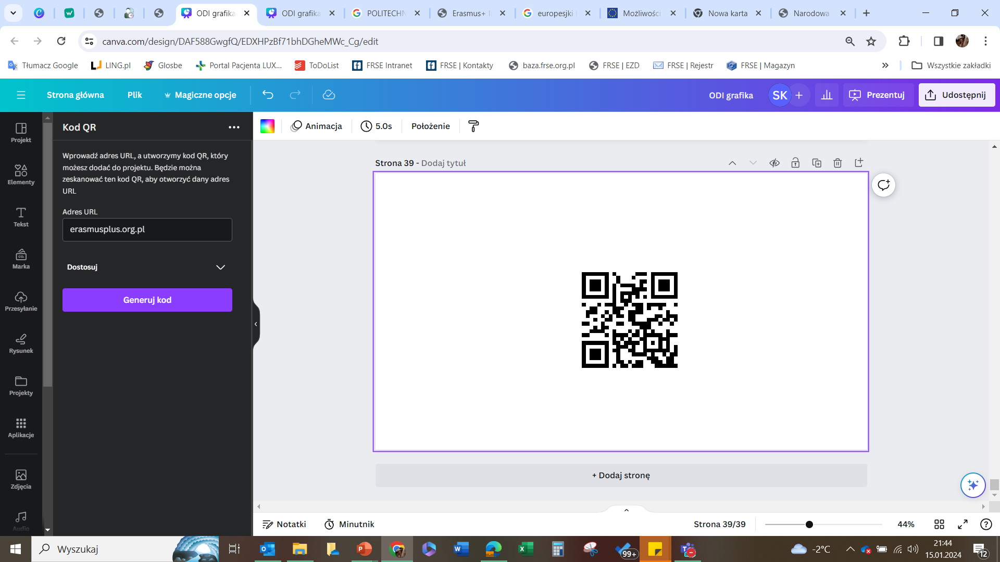 ODI grafika
ODI grafika
POLITECHN
Erasmus+ I
europesjki
Możliwości
Nowa karta
Narodowa
canva.com/design/DAF588GwgfQ/EDXHPzBf71bhDGheMWc_Cg/edit
Tłumacz Google
LING.pl
Glosbe
Portal Pacjenta LUX...
ToDoList
FRSE Intranet
FRSE | Kontakty
baza.frse.org.pl
FRSE | EZD
FRSE | Rejestr
FRSE | Magazyn
Wszystkie zakładki
Strona główna
Plik
Magiczne opcje
ODI grafika
SK
Prezentuj
Udostępnij
Projekt
Elementy
Tekst
Marka
Przesyłanie
Rysunek
Projekty
Aplikacje
Zdjęcia
Audio
Kod QR
Wprowadź adres URL, a utworzymy kod QR, który
możesz dodać do projektu. Będzie można
zeskanować ten kod QR, aby otworzyć dany adres
URL
Adres URL
erasmusplus.org.pl
Dostosuj
Generuj kod
Animacja
5.0s
Położenie
Strona 39 - Dodaj tytuł
+ Dodaj stronę
Notatki
Minutnik
Strona 39/39
44%
Wyszukaj
99+
-2°C
21:44
15.01.2024
12